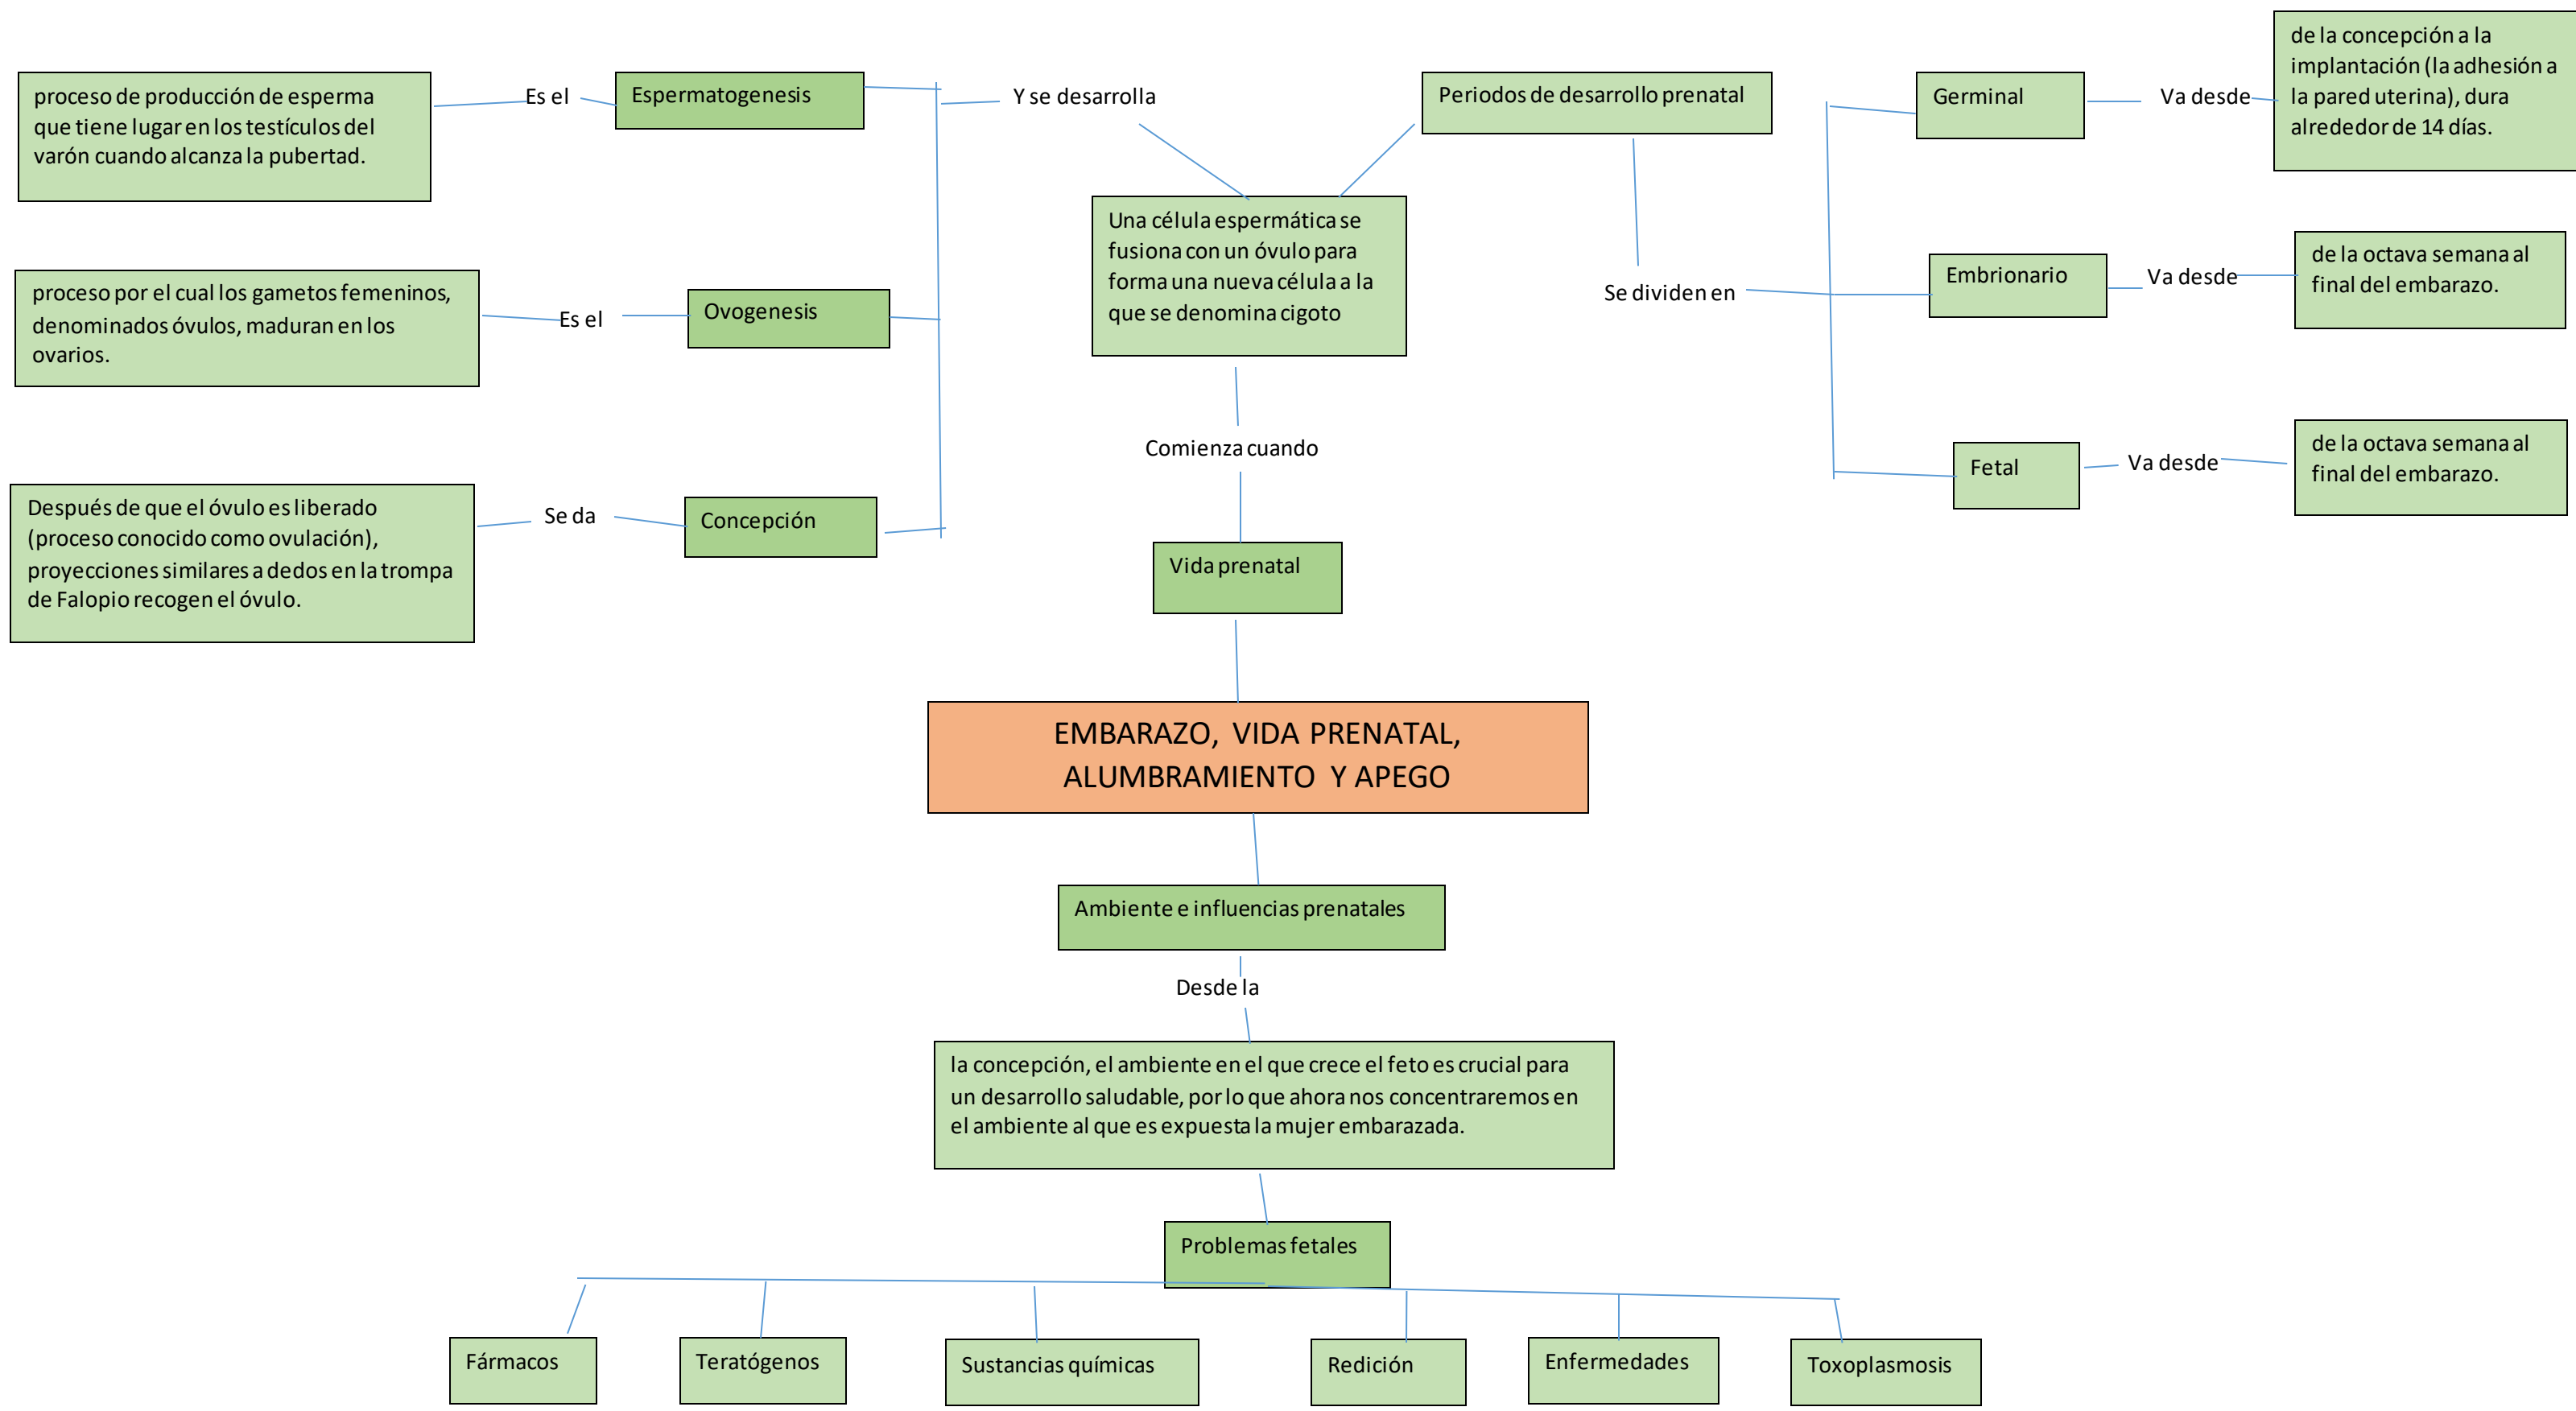 proceso de producción de esperma
que tiene lugar en los testículos del
varón cuando alcanza la pubertad.
Es el
Espermatogenesis
Y se desarrolla
Periodos de desarrollo prenatal
Germinal
Va desde
de la concepción a la
implantación (la adhesión a
la pared uterina), dura
alrededor de 14 días.
Una célula espermática se
fusiona con un óvulo para
forma una nueva célula a la
que se denomina cigoto
proceso por el cual los gametos femeninos,
denominados óvulos, maduran en los
ovarios.
Es el
Ovogenesis
Se dividen en
Embrionario
Va desde
de la octava semana al
final del embarazo.
Comienza cuando
Fetal
Va desde
de la octava semana al
final del embarazo.
Después de que el óvulo es liberado
(proceso conocido como ovulación),
proyecciones similares a dedos en la trompa
de Falopio recogen el óvulo.
Se da
Concepción
Vida prenatal
EMBARAZO, VIDA PRENATAL,
ALUMBRAMIENTO Y APEGO
Ambiente e influencias prenatales
Desde la
la concepción, el ambiente en el que crece el feto es crucial para
un desarrollo saludable, por lo que ahora nos concentraremos en
el ambiente al que es expuesta la mujer embarazada.
Problemas fetales
Fármacos
Teratógenos
Sustancias químicas
Redición
Enfermedades
Toxoplasmosis